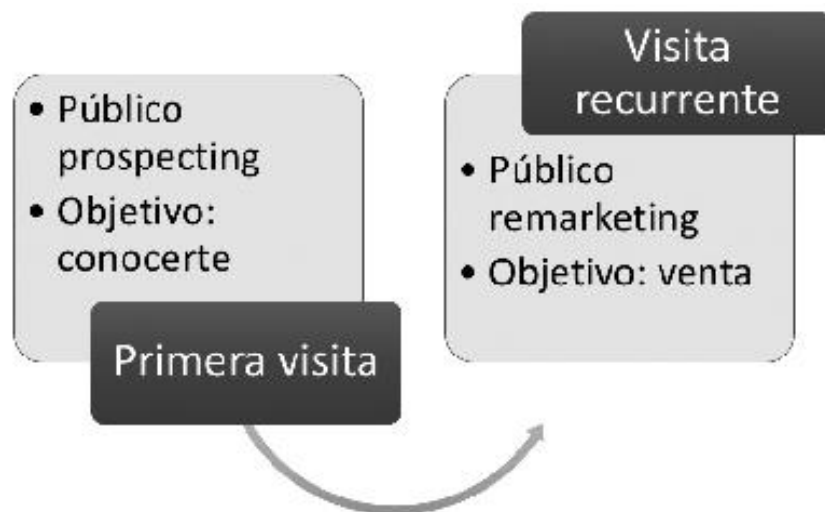 • Público
prospecting
• Objetivo:
conocerte
Primera visita
Visita
recurrente
• Público
remarketing
• Objetivo: venta